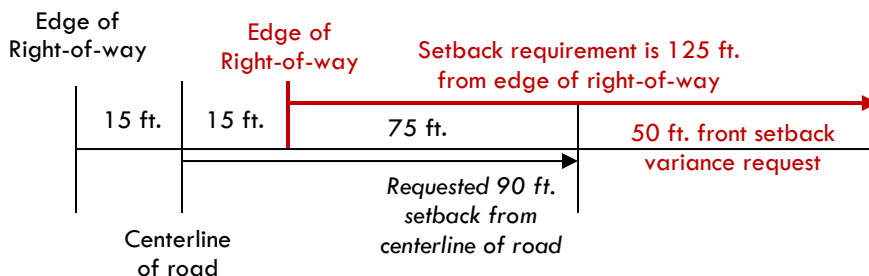 Edge of
Right-of-way
Edge of
Right-of-way
Setback requirement is 125 ft.
from edge of right-of-way
15 ft.
15 ft.
75 ft.
50 ft. front setback
variance request
Requested 90 ft.
setback from
centerline of road
Centerline
of road